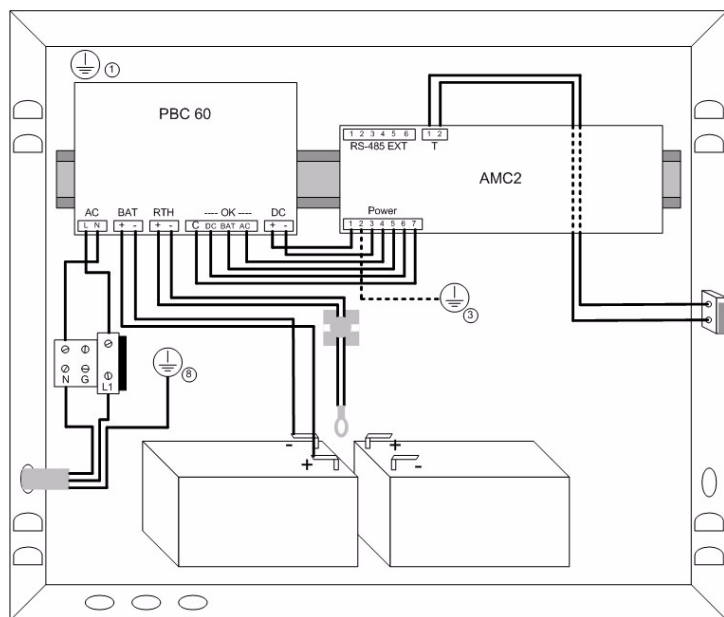 1
PBC 60
1 2 3 4 5 6
1 2
RS-485 EXT
T
AMC2
AC
BAT
RTH
---- OK ----
DC
Power
L N
+ -
+ -
C DC BAT AC
+ -
1 2 3 4 5 6 7
3
8
N
G
L1
-
+
+
-